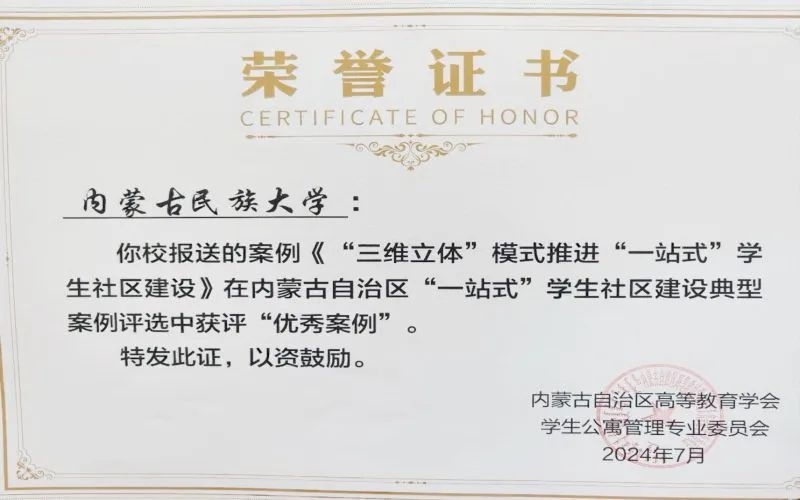 荣誉证书
CERTIFICATE OF HONOR
内蒙古民族大学：
你校报送的案例《“三维立体”模式推进“一站式”学
生社区建设》在内蒙古自治区“一站式”学生社区建设典型
案例评选中获评“优秀案例”。
特发此证，以资鼓励。
内蒙古自治区高等教育学会
学生公寓管理专业委员会
2024年7月